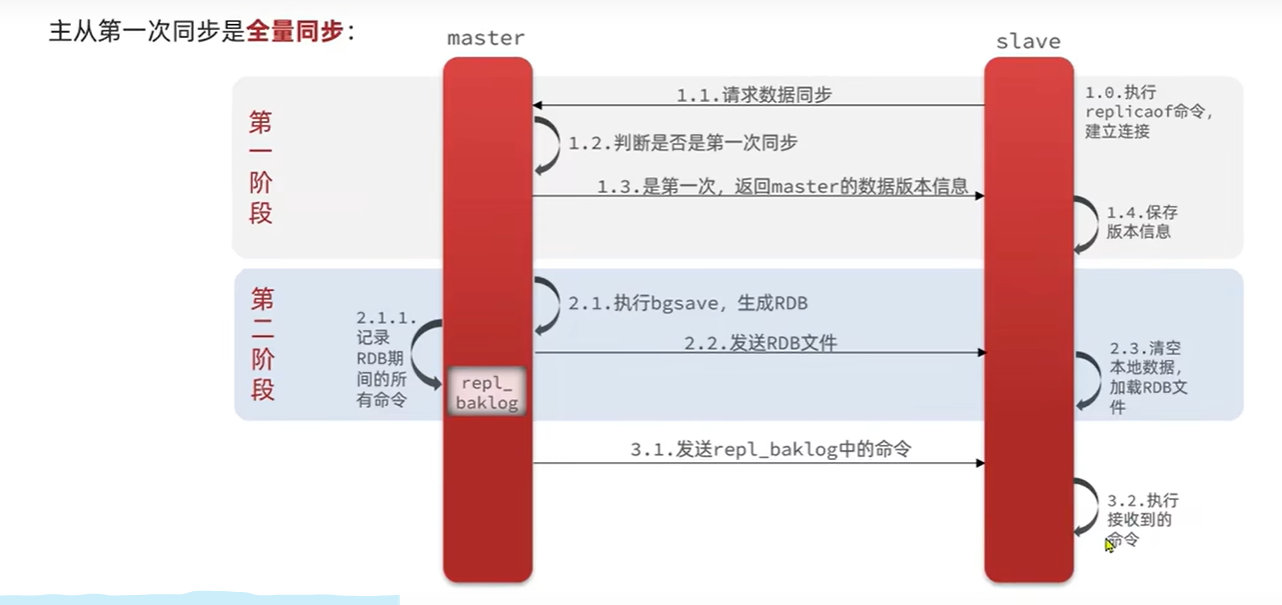 主从第一次同步是全量同步:
master
slave
第一阶段
1.0.执行
replicaof命令,
建立连接
1.1.请求数据同步
1.2.判断是否是第一次同步
1.3.是第一次, 返回master的数据版本信息
1.4.保存
版本信息
第二阶段
2.1.执行bgsave, 生成RDB
2.1.1.
记录
RDB期
间的所
有命令
repl_
baklog
2.2.发送RDB文件
2.3.清空
本地数据,
加载RDB文
件
3.1.发送repl_baklog中的命令
3.2.执行
接收到的
命令